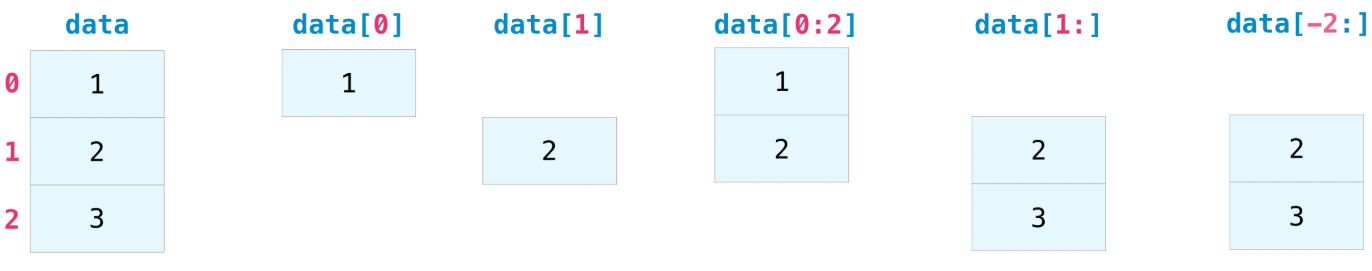 data data[0] data[1] data[0:2] data[1:] data[-2:]
0 1 1 1
1 2 2 2 2 2
2 3 3 3